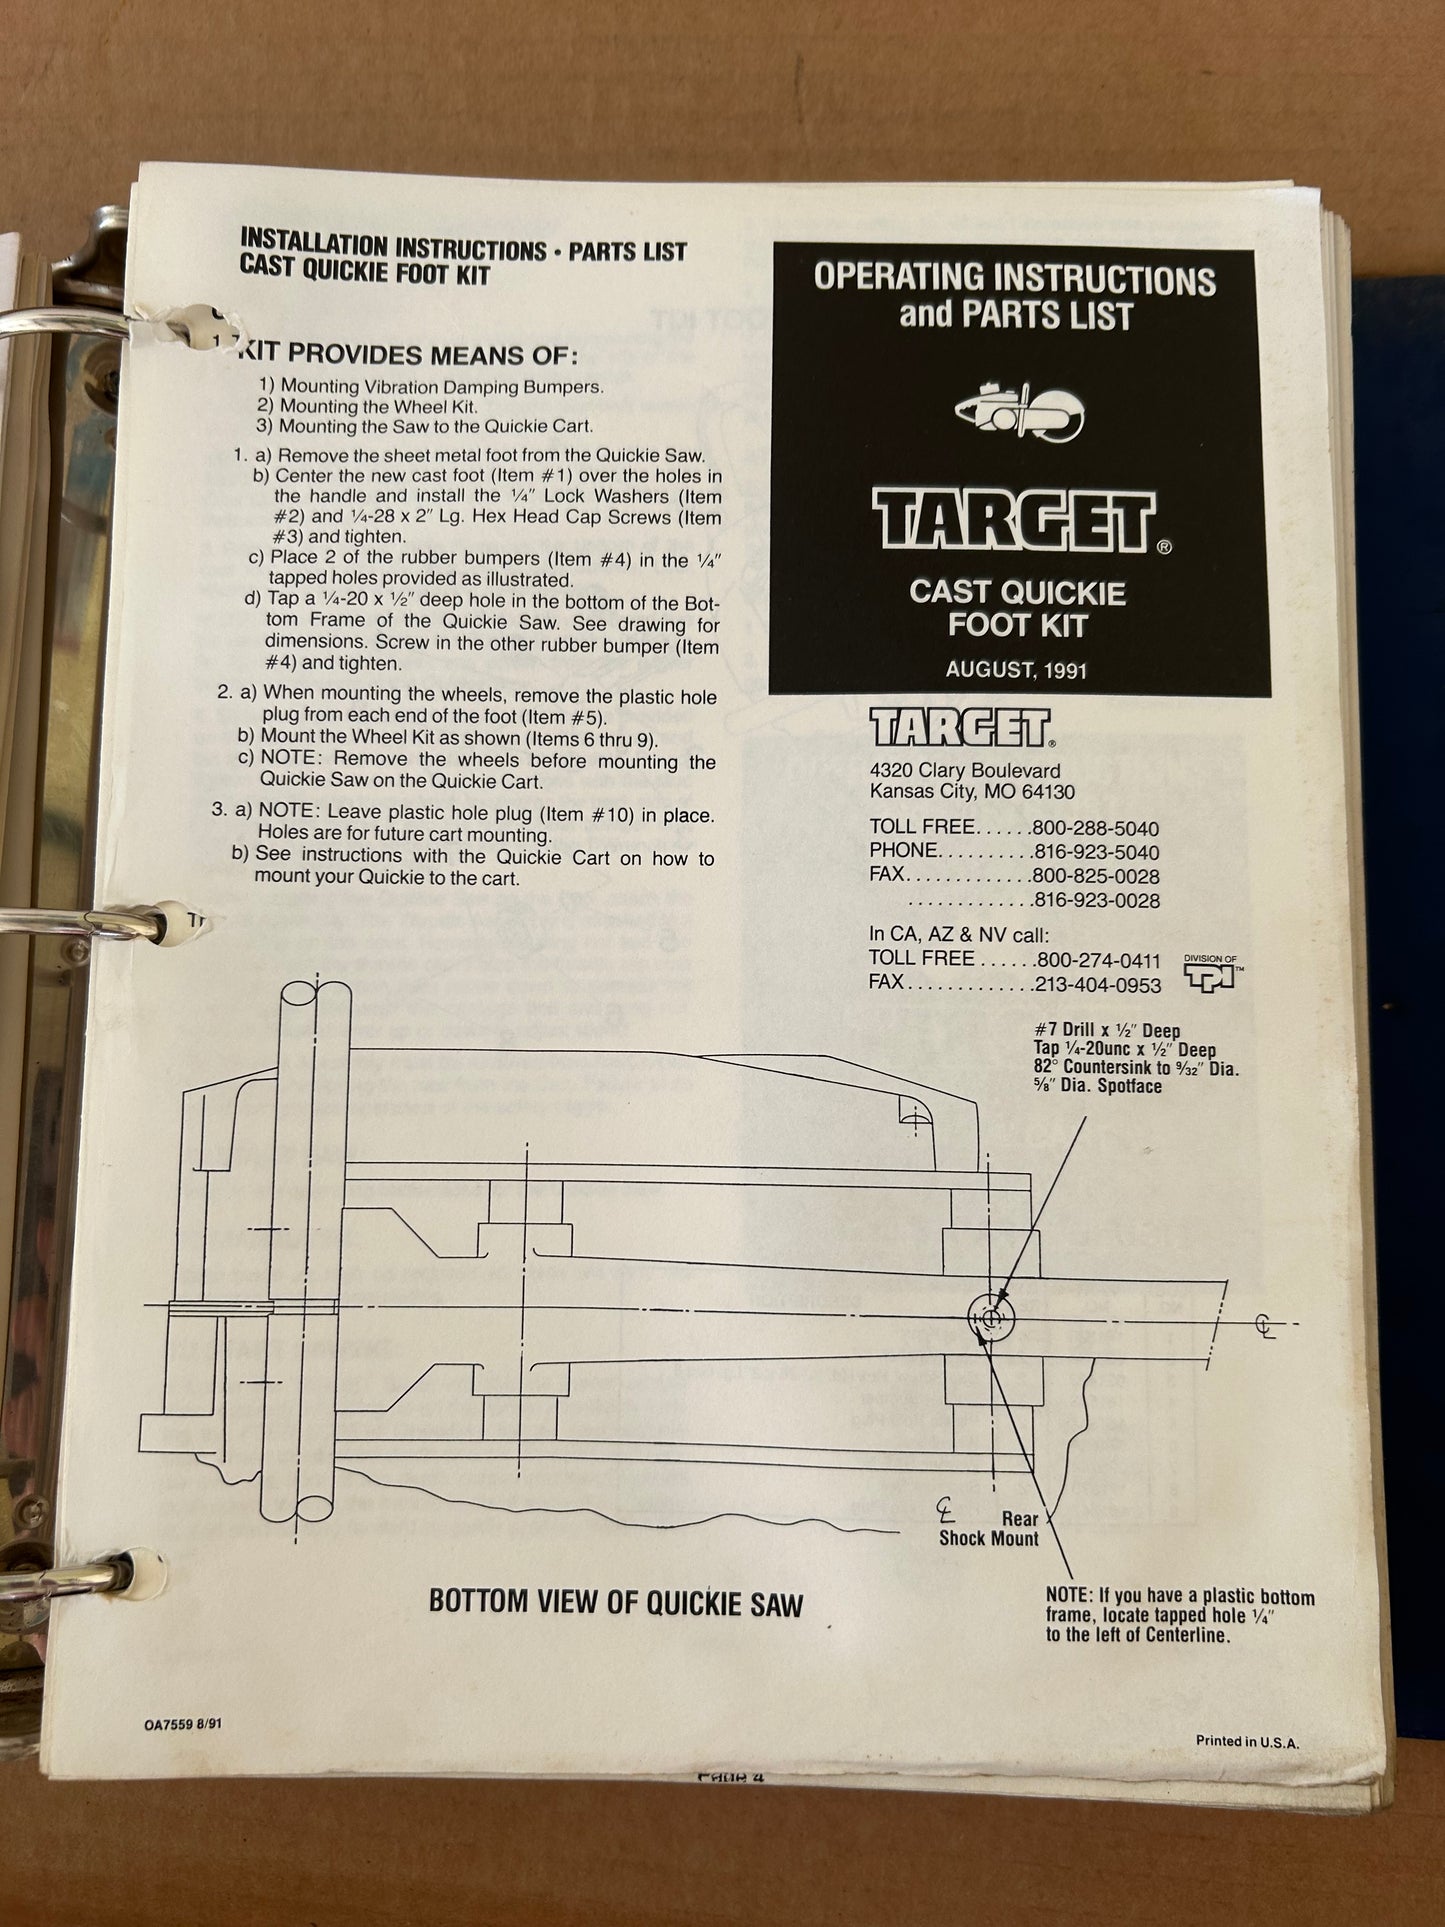 INSTALLATION INSTRUCTIONS • PARTS LIST
CAST QUICKIE FOOT KIT
KIT PROVIDES MEANS OF:
1) Mounting Vibration Damping Bumpers.
2) Mounting the Wheel Kit.
3) Mounting the Saw to the Quickie Cart.
1. a) Remove the sheet metal foot from the Quickie Saw.
b) Center the new cast foot (Item #1) over the holes in
the handle and install the ¼″ Lock Washers (Item
#2) and ¼-28 x 2″ Lg. Hex Head Cap Screws (Item
#3) and tighten.
c) Place 2 of the rubber bumpers (Item #4) in the ¼″
tapped holes provided as illustrated.
d) Tap a ¼-20 x ½″ deep hole in the bottom of the Bot-
tom Frame of the Quickie Saw. See drawing for
dimensions. Screw in the other rubber bumper (Item
#4) and tighten.
2. a) When mounting the wheels, remove the plastic hole
plug from each end of the foot (Item #5).
b) Mount the Wheel Kit as shown (Items 6 thru 9).
c) NOTE: Remove the wheels before mounting the
Quickie Saw on the Quickie Cart.
3. a) NOTE: Leave plastic hole plug (Item #10) in place.
Holes are for future cart mounting.
b) See instructions with the Quickie Cart on how to
mount your Quickie to the cart.
OPERATING INSTRUCTIONS
and PARTS LIST
TARGET®
CAST QUICKIE
FOOT KIT
AUGUST, 1991
TARGET®
4320 Clary Boulevard
Kansas City, MO 64130
TOLL FREE......800-288-5040
PHONE..........816-923-5040
FAX.............800-825-0028
.............816-923-0028
In CA, AZ & NV call:
TOLL FREE......800-274-0411
FAX.............213-404-0953
DIVISION OF
TPI™
#7 Drill x ½″ Deep
Tap ¼-20unc x ½″ Deep
82° Countersink to 9/32″ Dia.
⅝″ Dia. Spotface
℄
℄ Rear
Shock Mount
BOTTOM VIEW OF QUICKIE SAW
NOTE: If you have a plastic bottom
frame, locate tapped hole ¼″
to the left of Centerline.
OA7559 8/91
Printed in U.S.A.